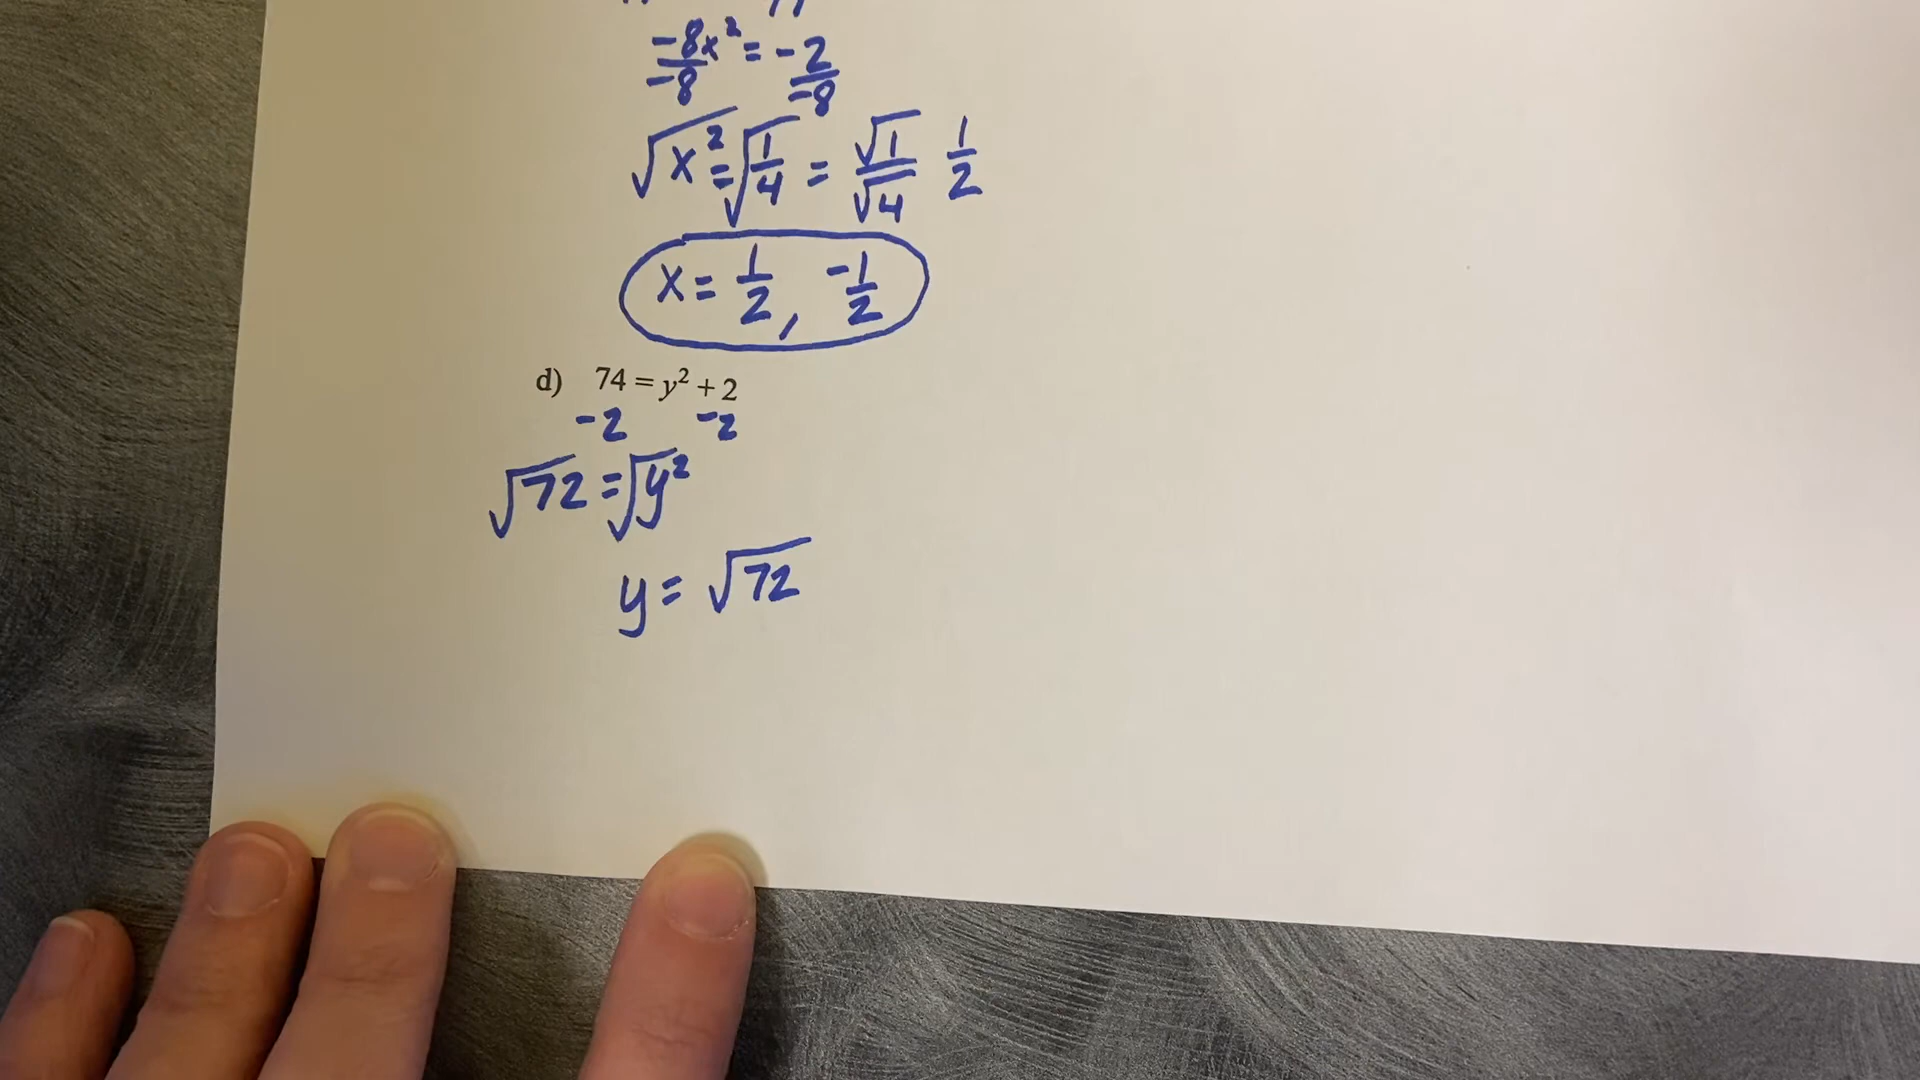 -8x² = -2
-8 -8
√x² = √1/4 = √1/√4 1/2
x = 1/2, -1/2
d) 74 = y² + 2
-2 -2
√72 = √y²
y = √72